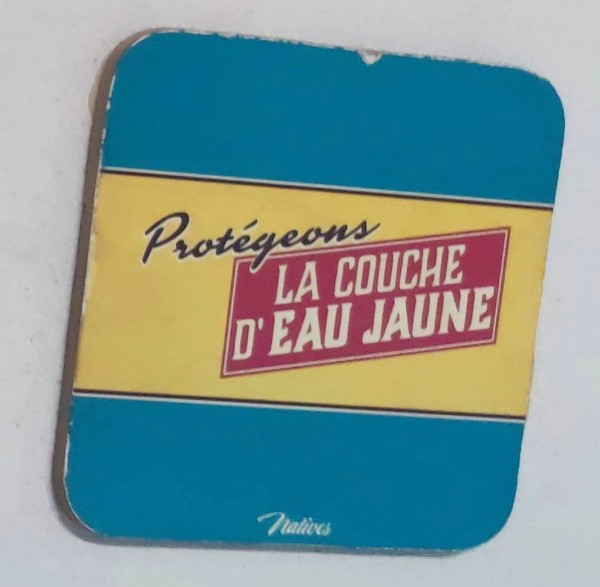 Protégeons
LA COUCHE
D'EAU JAUNE
Natives